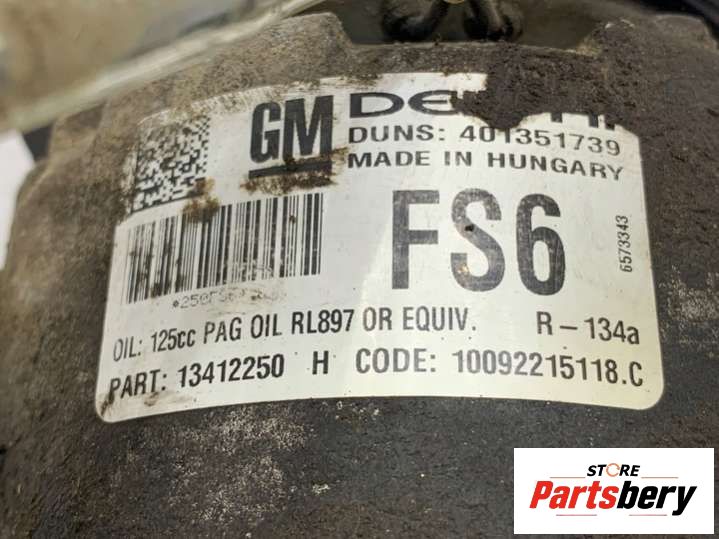 GM
DUNS: 401351739
MADE IN HUNGARY
FS6
6573343
OIL: 125cc PAG OIL RL897 OR EQUIV. R-134a
PART: 13412250 H CODE: 10092215118.C
STORE
Partsbery